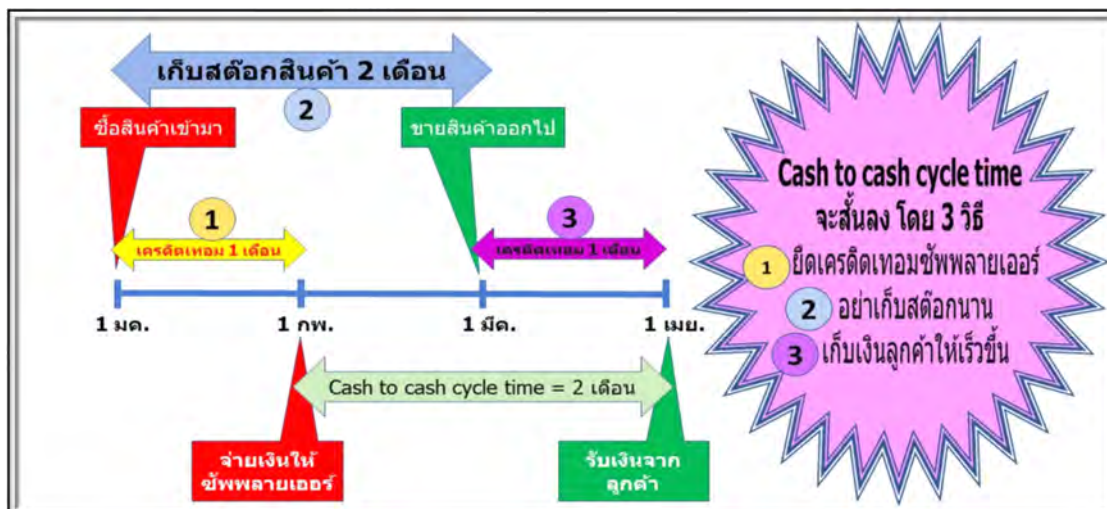 เก็บสต๊อกสินค้า 2 เดือน
2
ซื้อสินค้าเข้ามา
ขายสินค้าออกไป
1
3
เครดิตเทอม 1 เดือน
เครดิตเทอม 1 เดือน
1 มค.
1 กพ.
1 มีค.
1 เมย.
Cash to cash cycle time = 2 เดือน
จ่ายเงินให้
ซัพพลายเออร์
รับเงินจาก
ลูกค้า
Cash to cash cycle time
จะสั้นลง โดย 3 วิธี
1 ยืดเครดิตเทอมซัพพลายเออร์
2 อย่าเก็บสต๊อกนาน
3 เก็บเงินลูกค้าให้เร็วขึ้น